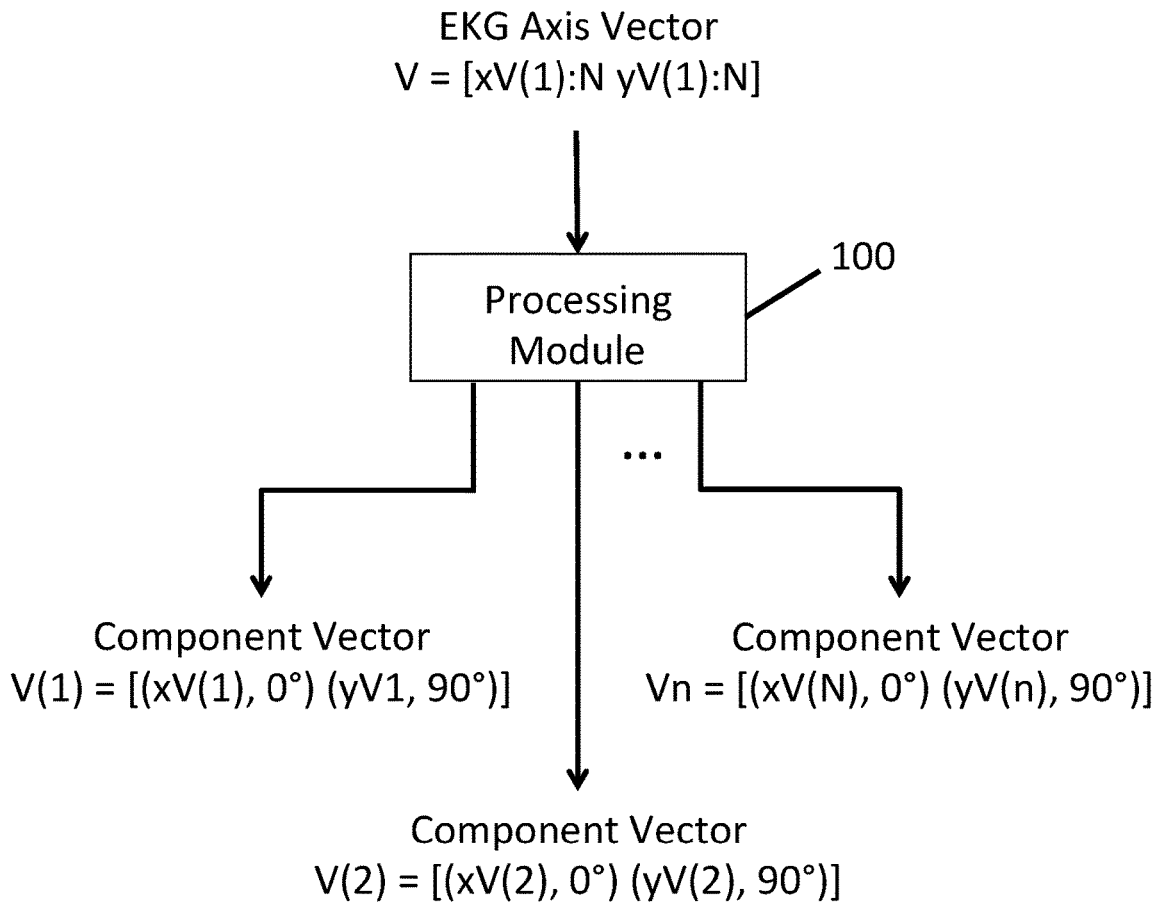 EKG Axis Vector
V = [xV(1):N yV(1):N]
100
Processing
Module
...
Component Vector
V(1) = [(xV(1), 0°) (yV1, 90°)]
Component Vector
Vn = [(xV(N), 0°) (yV(n), 90°)]
Component Vector
V(2) = [(xV(2), 0°) (yV(2), 90°)]